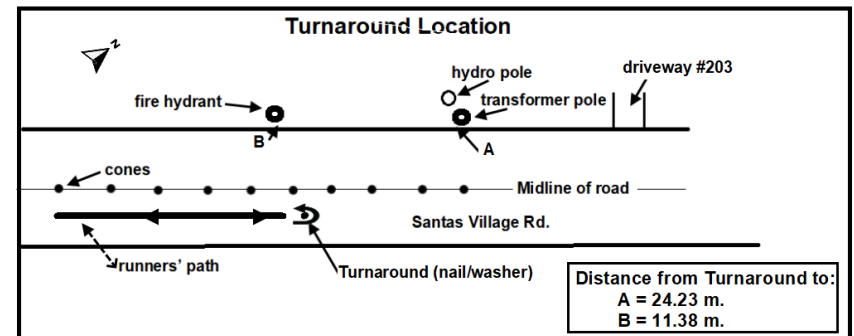 Turnaround Location
N
hydro pole
driveway #203
fire hydrant
transformer pole
B
A
cones
Midline of road
Santas Village Rd.
runners' path
Turnaround (nail/washer)
Distance from Turnaround to:
A = 24.23 m.
B = 11.38 m.